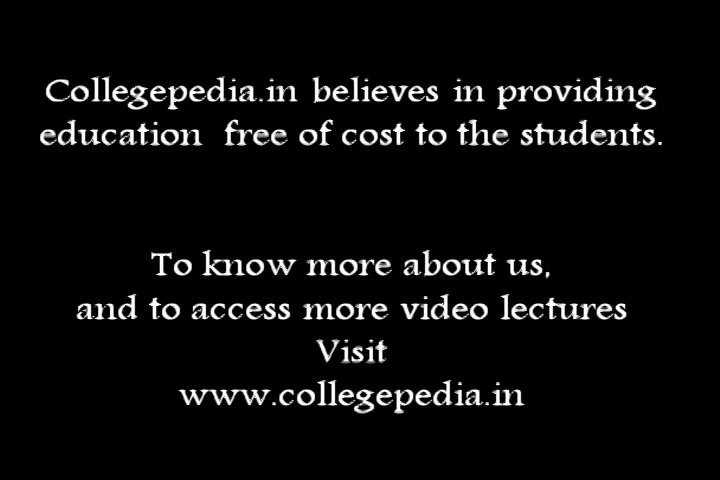 Collegepedia.in believes in providing
education free of cost to the students.
To know more about us,
and to access more video lectures
Visit
www.collegepedia.in